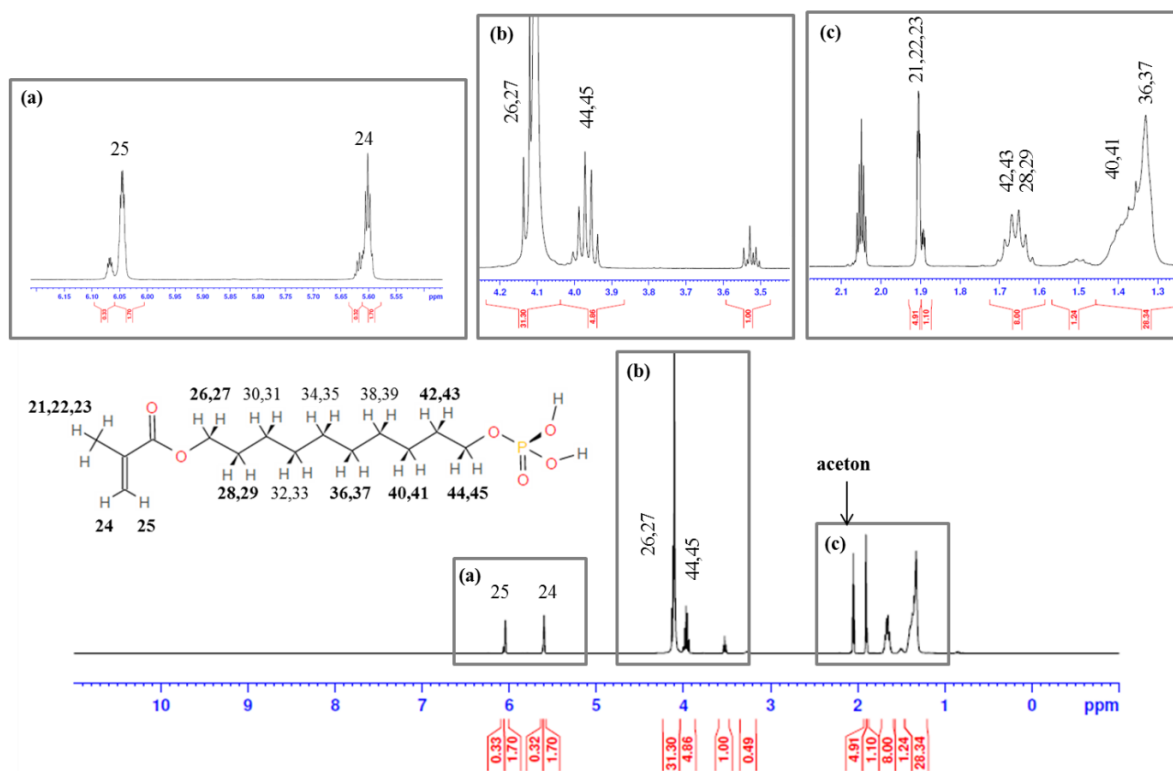 (a)
25
24
6.15 6.10 6.05 6.00 5.95 5.90 5.85 5.80 5.75 5.70 5.65 5.60 5.55 ppm
0.33 1.70 0.32 1.70
(b)
26,27
44,45
4.2 4.1 4.0 3.9 3.8 3.7 3.6 3.5
31.30 4.86 1.00
(c)
21,22,23
42,43
28,29
40,41
36,37
2.1 2.0 1.9 1.8 1.7 1.6 1.5 1.4 1.3
4.91 1.10 8.00 1.24 28.34
21,22,23 O 26,27 30,31 34,35 38,39 42,43 H
H H H H H H H H H H H
H O O P O
H H H H H H H H H H O H
O
H H 28,29 32,33 36,37 40,41 44,45
24 25
(a)
25
24
(b)
26,27
44,45
aceton
(c)
10 9 8 7 6 5 4 3 2 1 0 ppm
0.33 1.70 0.32 1.70 31.30 4.86 1.00 0.49 4.91 1.10 8.00 1.24 28.34